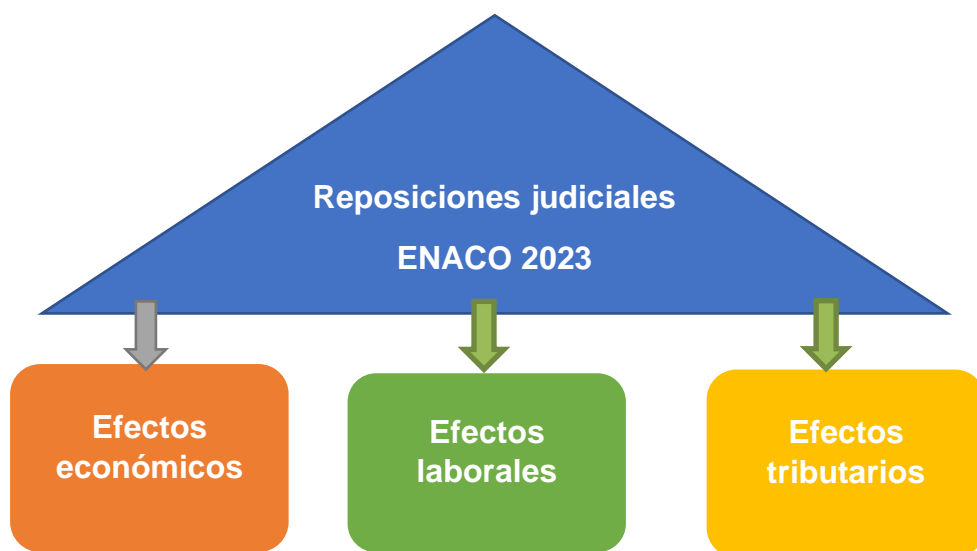 Reposiciones judiciales
ENACO 2023
Efectos
económicos
Efectos
laborales
Efectos
tributarios